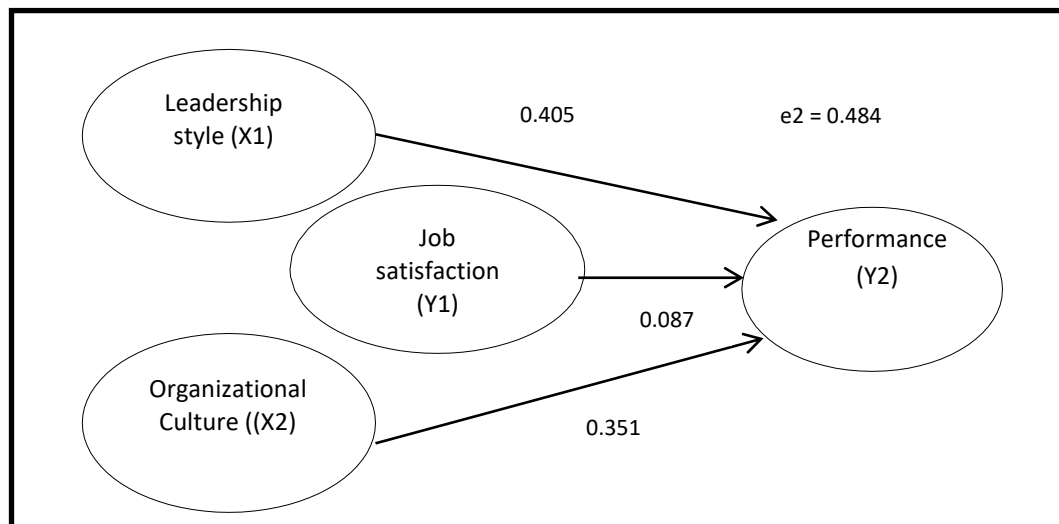 Leadership
style (X1)
0.405
e2 = 0.484
Job
satisfaction
(Y1)
Performance
(Y2)
0.087
Organizational
Culture ((X2)
0.351